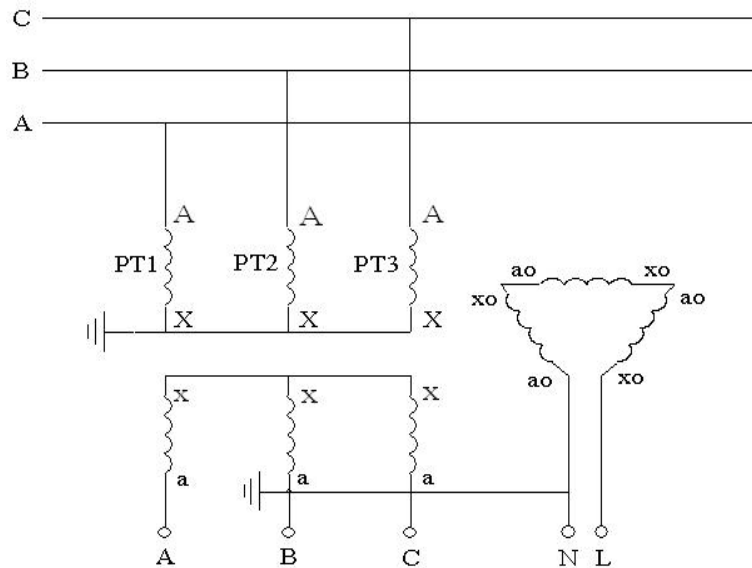 C
B
A
A A A
PT1 PT2 PT3
X X X
ao xo
xo ao
ao xo
x x x
a a a
A B C N L